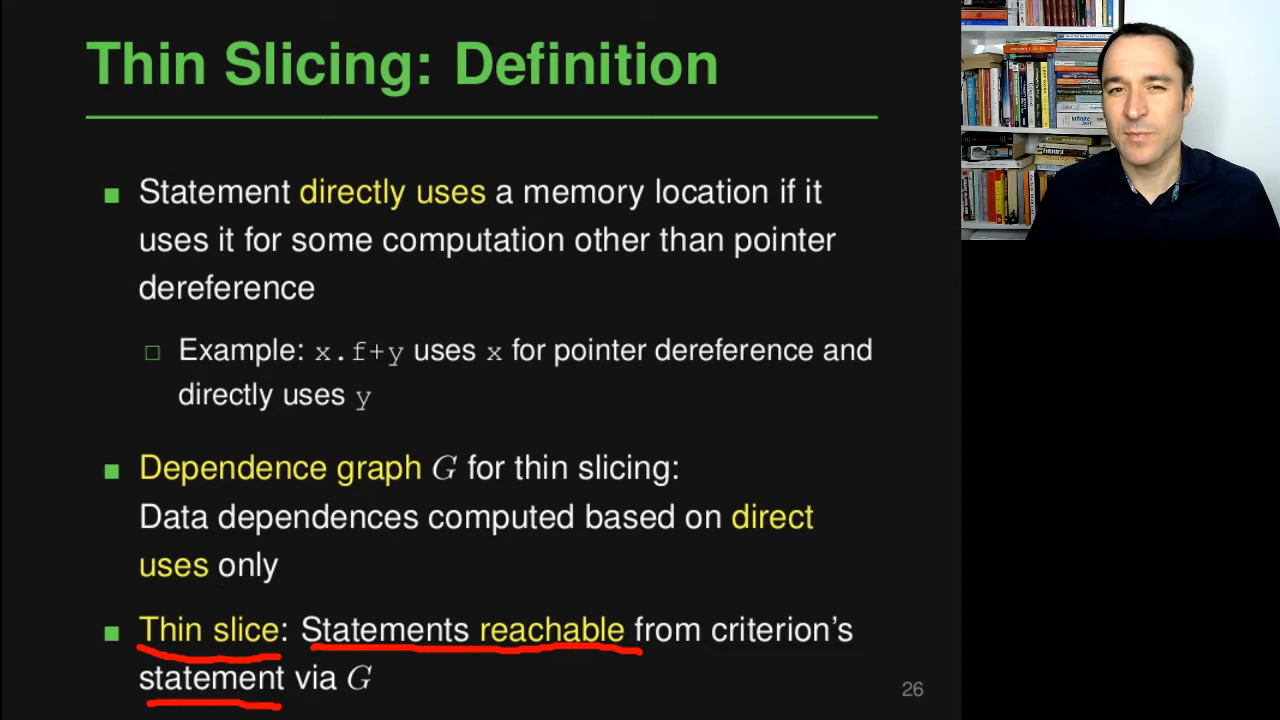 Thin Slicing: Definition
Statement directly uses a memory location if it
uses it for some computation other than pointer
dereference
Example: x.f+y uses x for pointer dereference and
directly uses y
Dependence graph G for thin slicing:
Data dependences computed based on direct
uses only
Thin slice: Statements reachable from criterion's
statement via G
26